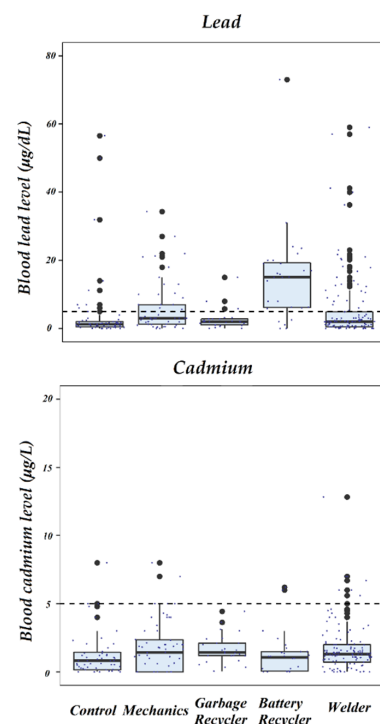 Lead
Blood lead level (µg/dL)
80
60
40
20
0
Cadmium
Blood cadmium level (µg/L)
20
15
10
5
0
Control Mechanics Garbage Recycler Battery Recycler Welder